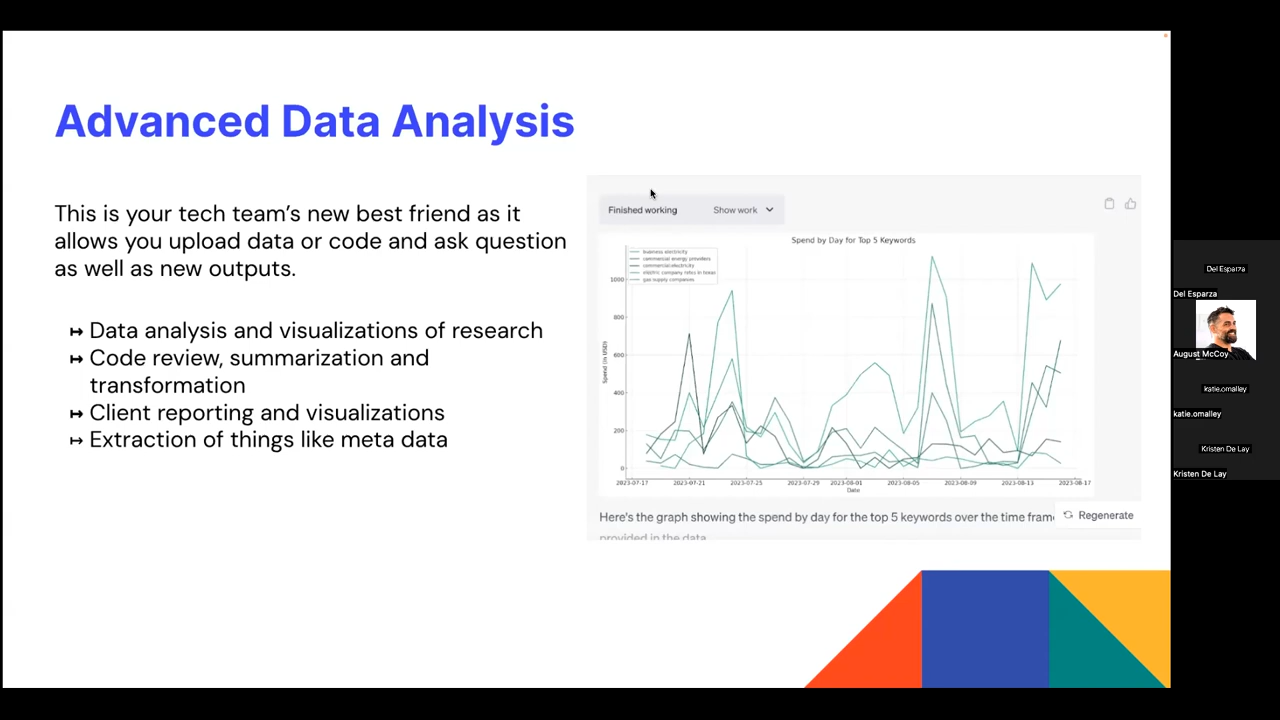 Advanced Data Analysis
This is your tech team's new best friend as it
allows you upload data or code and ask question
as well as new outputs.
↦ Data analysis and visualizations of research
↦ Code review, summarization and
transformation
↦ Client reporting and visualizations
↦ Extraction of things like meta data
Finished working
Show work
Spend by Day for Top 5 Keywords
business electricity
commercial energy providers
commercial electricity
electric company rates in texas
gas supply companies
Spend (in USD)
1000
800
600
400
200
0
2023-07-17 2023-07-21 2023-07-25 2023-07-29 2023-08-01 2023-08-05 2023-08-09 2023-08-13 2023-08-17
Date
Here's the graph showing the spend by day for the top 5 keywords over the time fram
Regenerate
provided in the data.
Del Esparza
Del Esparza
August McCoy
katie.omalley
katie.omalley
Kristen De Lay
Kristen De Lay